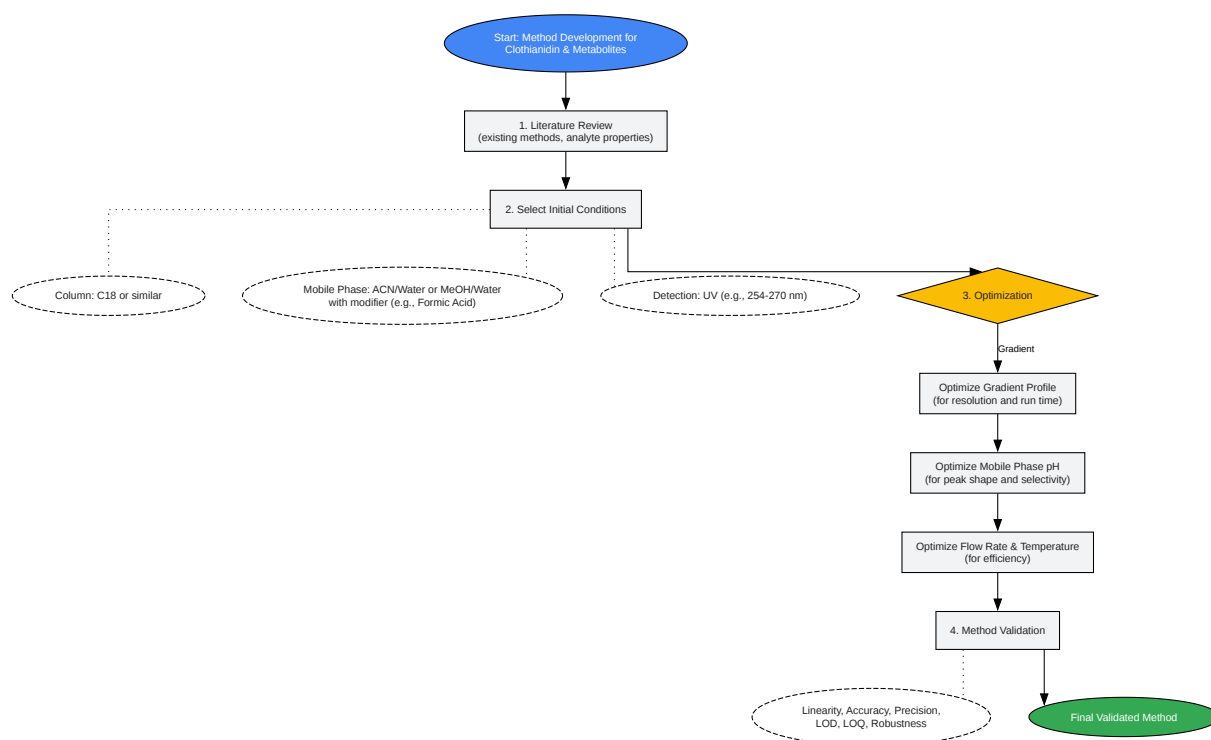 Start: Method Development for
Clothianidin & Metabolites
1. Literature Review
(existing methods, analyte properties)
2. Select Initial Conditions
Column: C18 or similar
Mobile Phase: ACN/Water or MeOH/Water
with modifier (e.g., Formic Acid)
Detection: UV (e.g., 254-270 nm)
3. Optimization
Gradient
Optimize Gradient Profile
(for resolution and run time)
Optimize Mobile Phase pH
(for peak shape and selectivity)
Optimize Flow Rate & Temperature
(for efficiency)
4. Method Validation
Linearity, Accuracy, Precision,
LOD, LOQ, Robustness
Final Validated Method